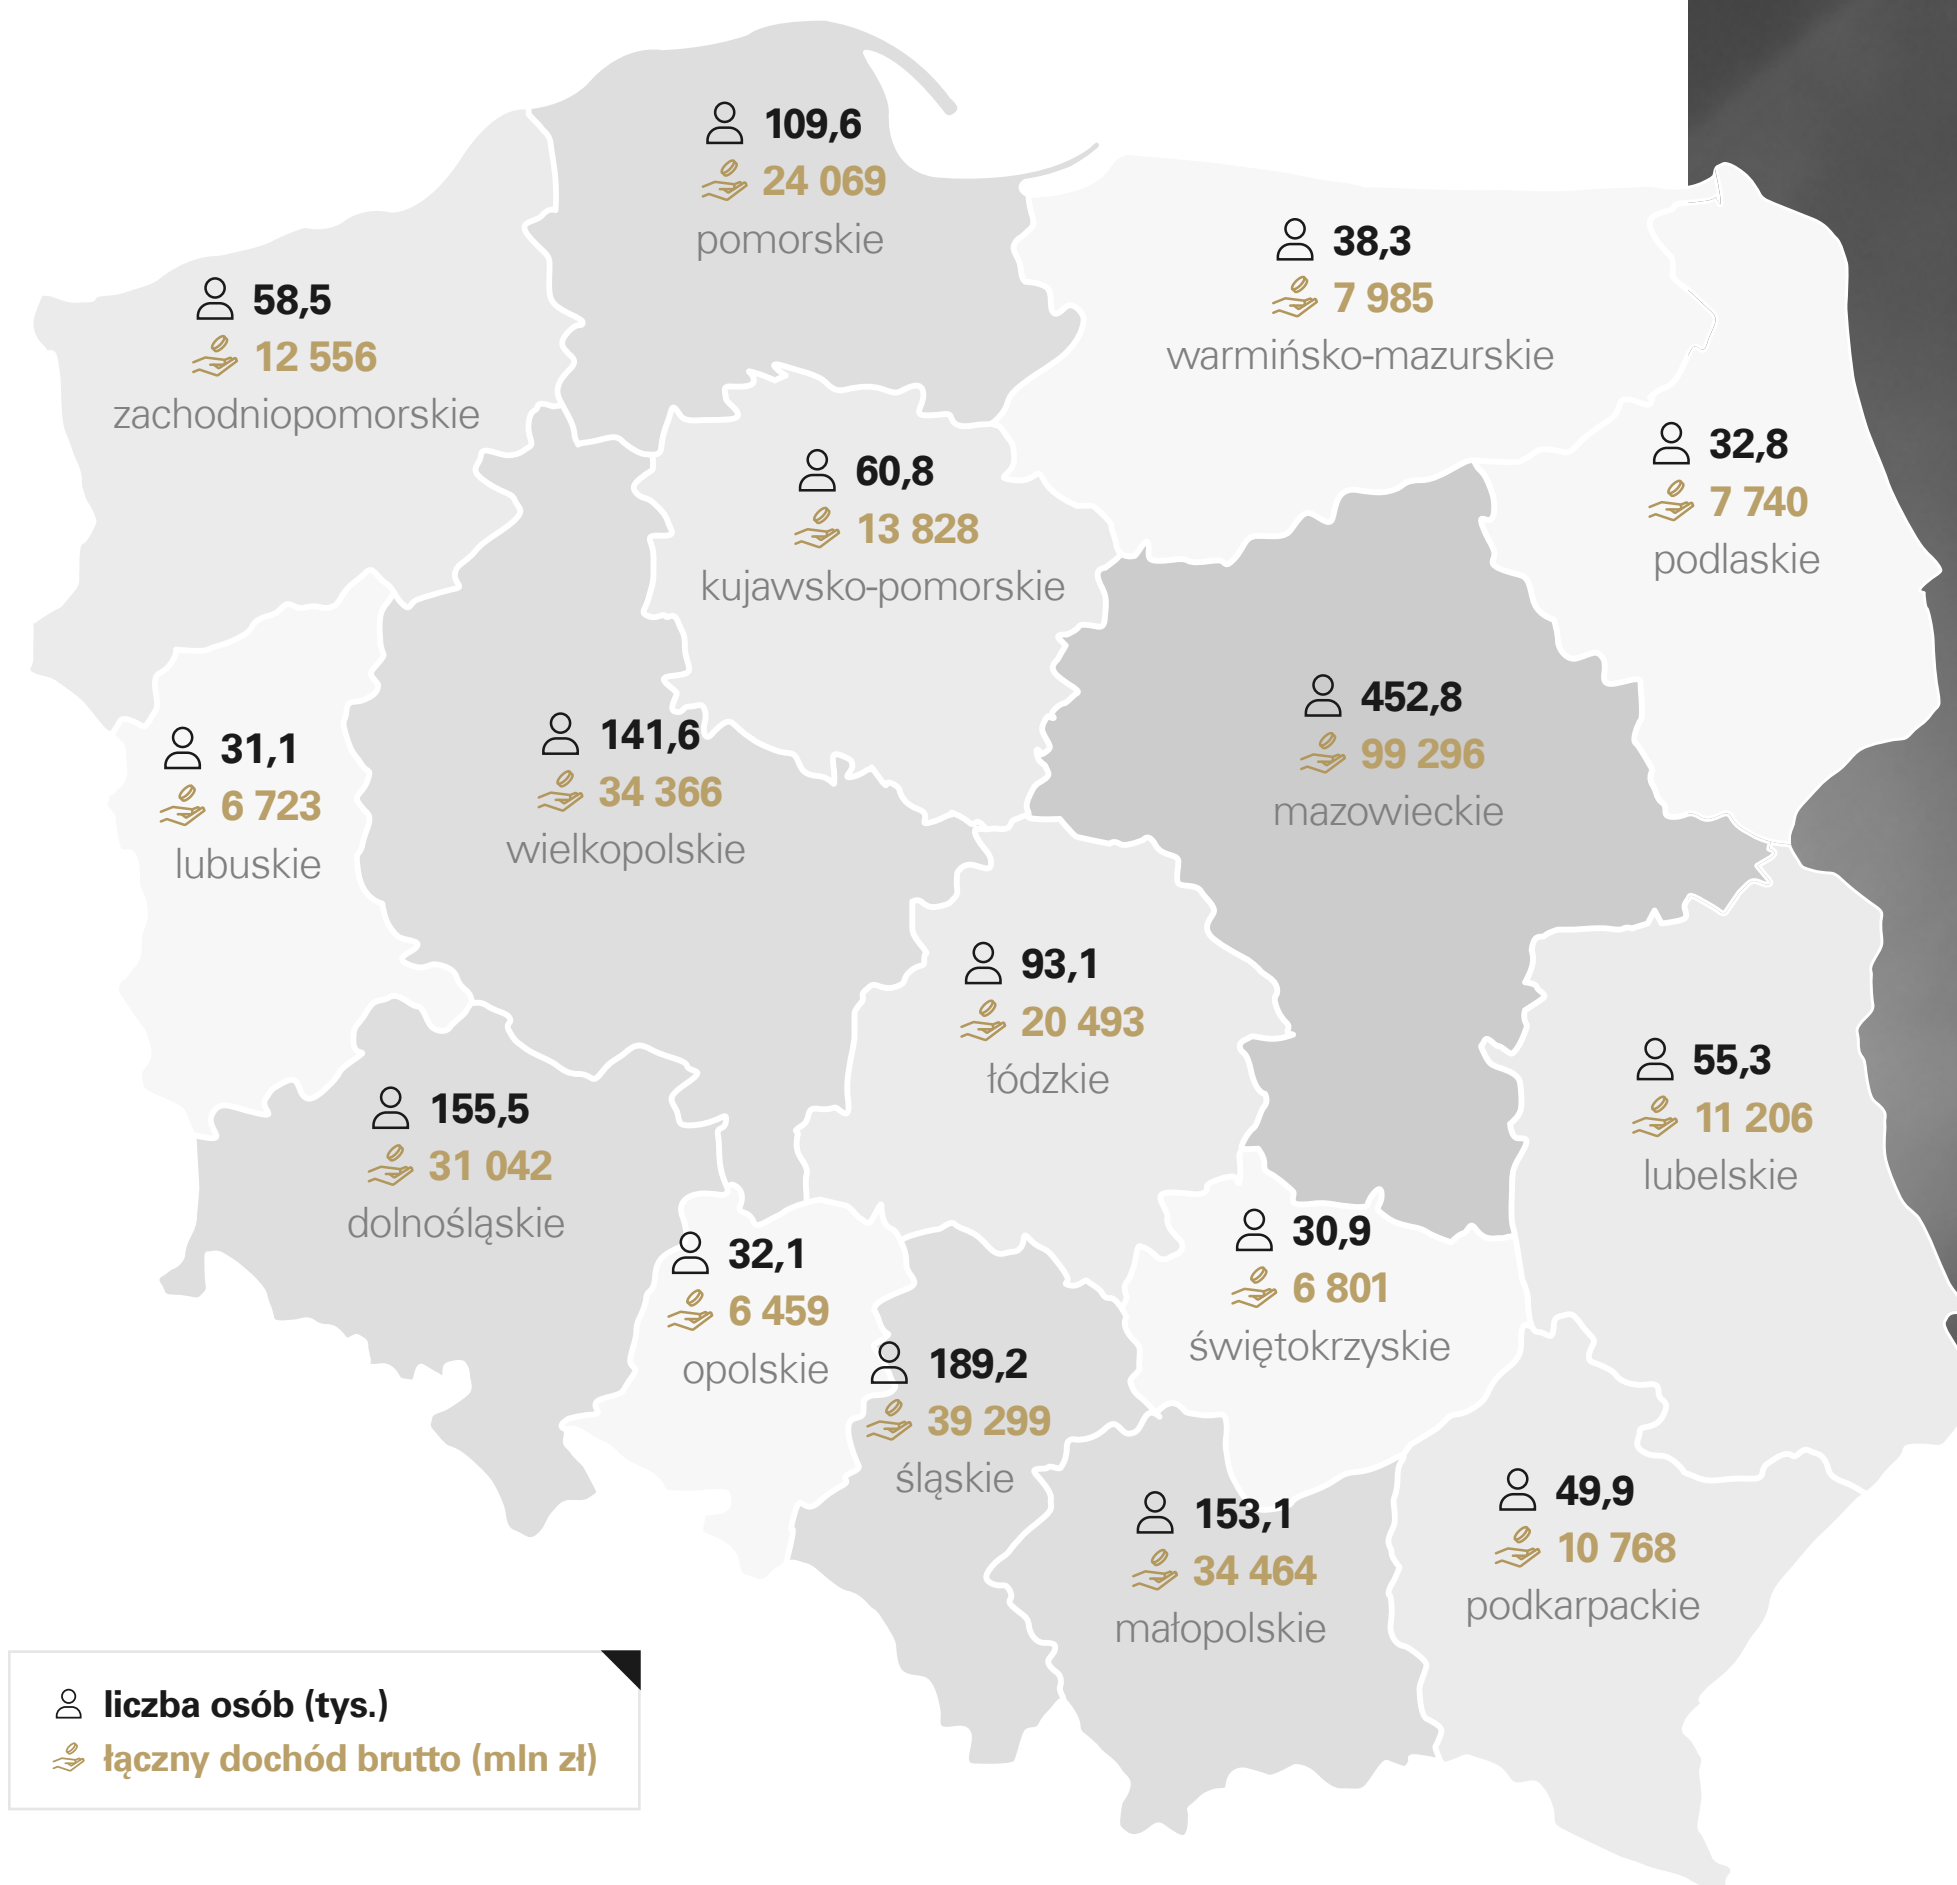 109,6
24 069
pomorskie
38,3
7 985
warmińsko-mazurskie
58,5
12 556
zachodniopomorskie
32,8
7 740
podlaskie
60,8
13 828
kujawsko-pomorskie
452,8
99 296
mazowieckie
31,1
6 723
lubuskie
141,6
34 366
wielkopolskie
93,1
20 493
łódzkie
55,3
11 206
lubelskie
155,5
31 042
dolnośląskie
32,1
6 459
opolskie
30,9
6 801
świętokrzyskie
189,2
39 299
śląskie
153,1
34 464
małopolskie
49,9
10 768
podkarpackie
liczba osób (tys.)
łączny dochód brutto (mln zł)